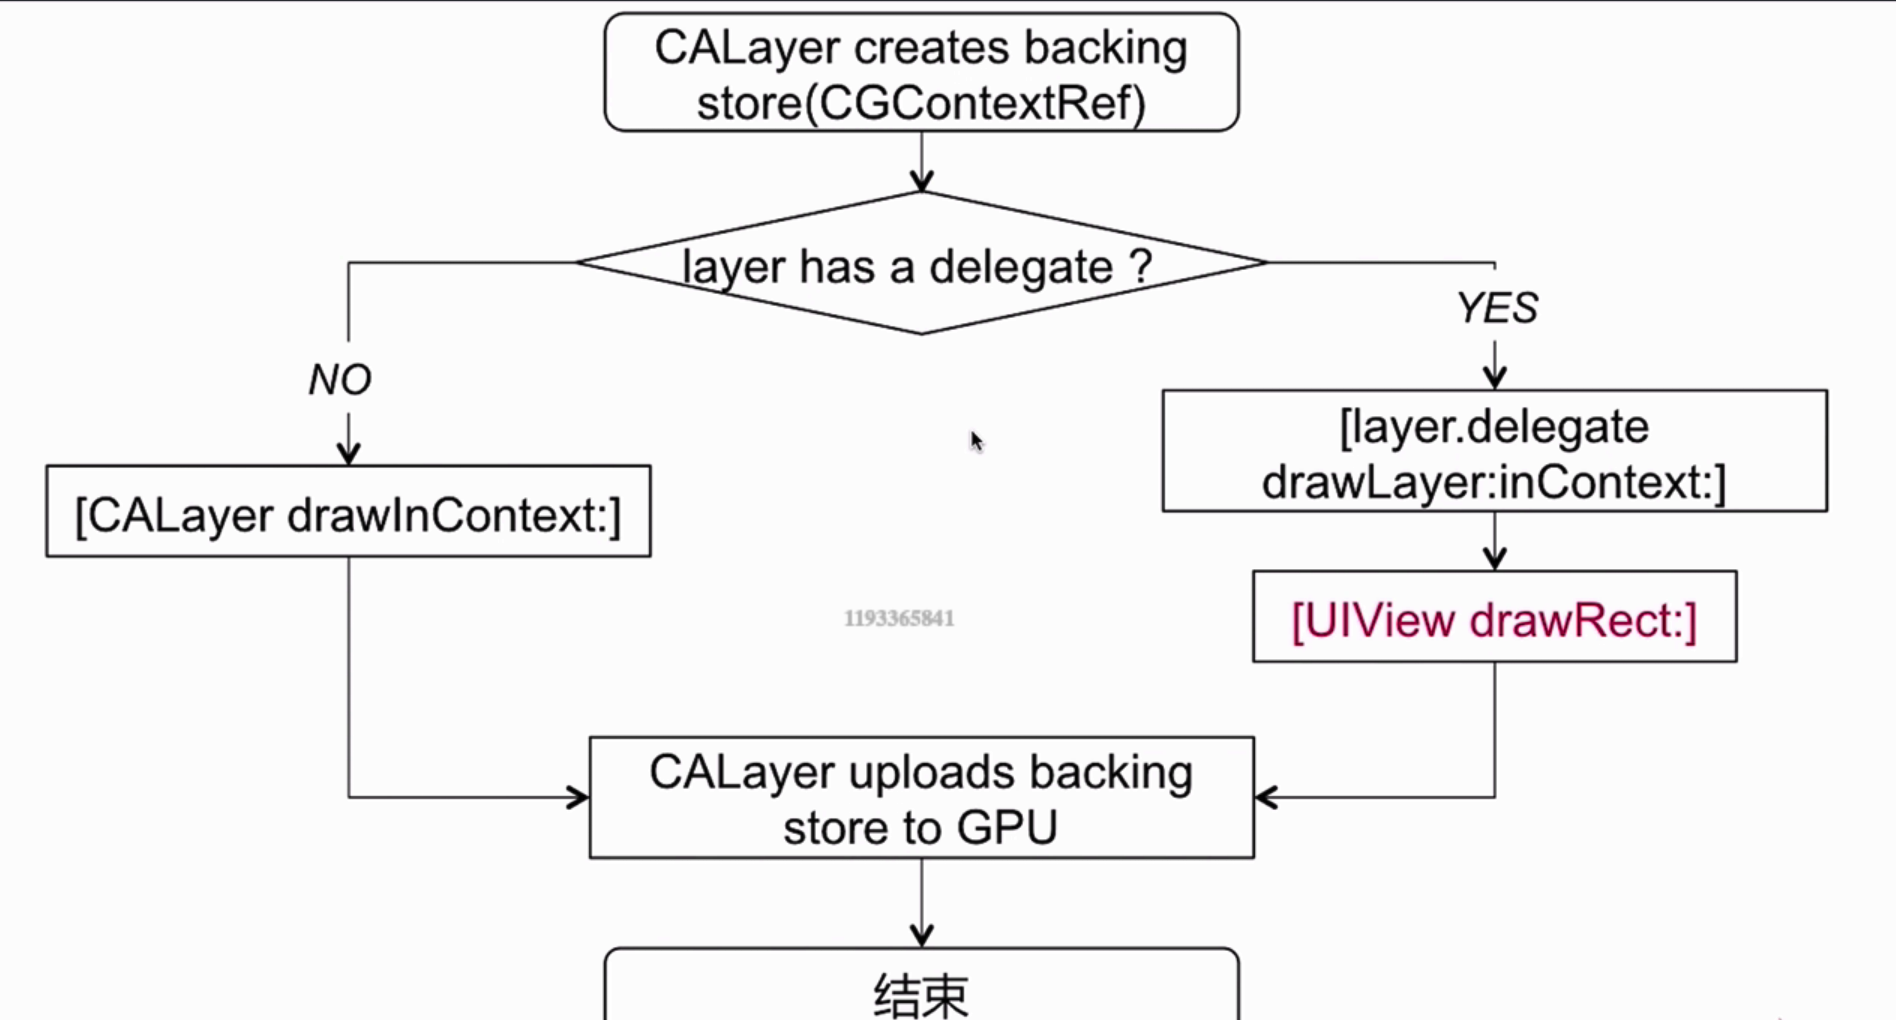 CALayer creates backing
store(CGContextRef)
layer has a delegate ?
YES
NO
[layer.delegate
drawLayer:inContext:]
[CALayer drawInContext:]
[UIView drawRect:]
1193365841
CALayer uploads backing
store to GPU
结束